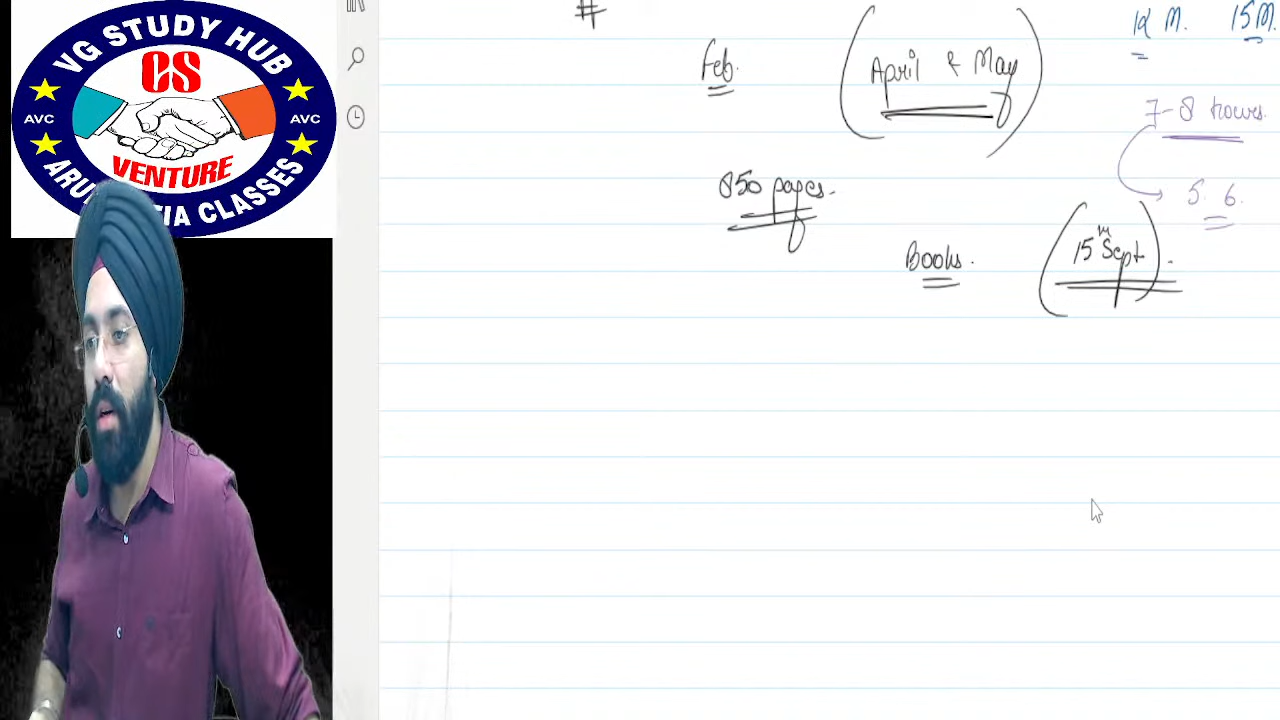 VG STUDY HUB
CS
AVC
AVC
VENTURE
CLASSES
#
12 M. 15 M.
Feb.
(April & May)
7-8 hours.
850 pages.
5. 6.
Books.
(15th Sept).